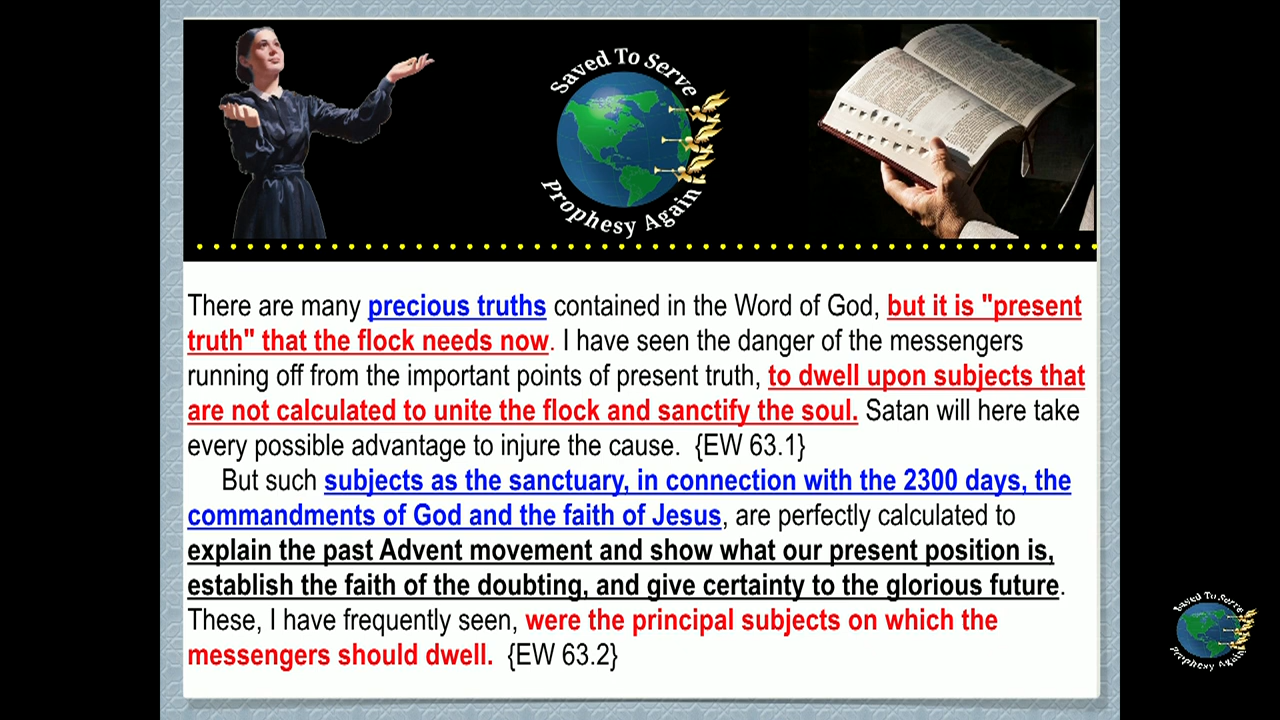 Saved To Serve
Prophesy Again
There are many precious truths contained in the Word of God, but it is "present
truth" that the flock needs now. I have seen the danger of the messengers
running off from the important points of present truth, to dwell upon subjects that
are not calculated to unite the flock and sanctify the soul. Satan will here take
every possible advantage to injure the cause.  {EW 63.1}
But such subjects as the sanctuary, in connection with the 2300 days, the
commandments of God and the faith of Jesus, are perfectly calculated to
explain the past Advent movement and show what our present position is,
establish the faith of the doubting, and give certainty to the glorious future.
These, I have frequently seen, were the principal subjects on which the
messengers should dwell.  {EW 63.2}
Saved To Serve
Prophesy Again